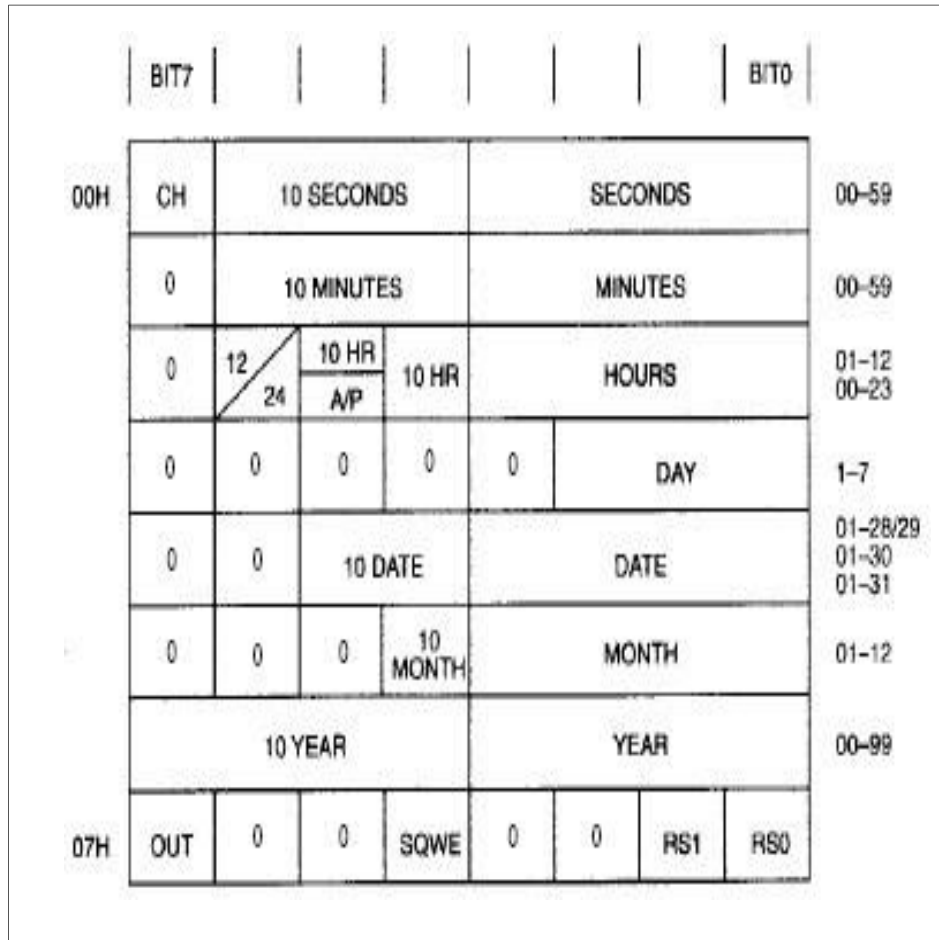 BIT7 BIT0
00H CH 10 SECONDS SECONDS 00–59
0 10 MINUTES MINUTES 00–59
0 12/24 10 HR A/P 10 HR HOURS 01–12 00–23
0 0 0 0 0 DAY 1–7
0 0 10 DATE DATE 01–28/29 01–30 01–31
0 0 0 10 MONTH MONTH 01–12
10 YEAR YEAR 00–99
07H OUT 0 0 SQWE 0 0 RS1 RS0